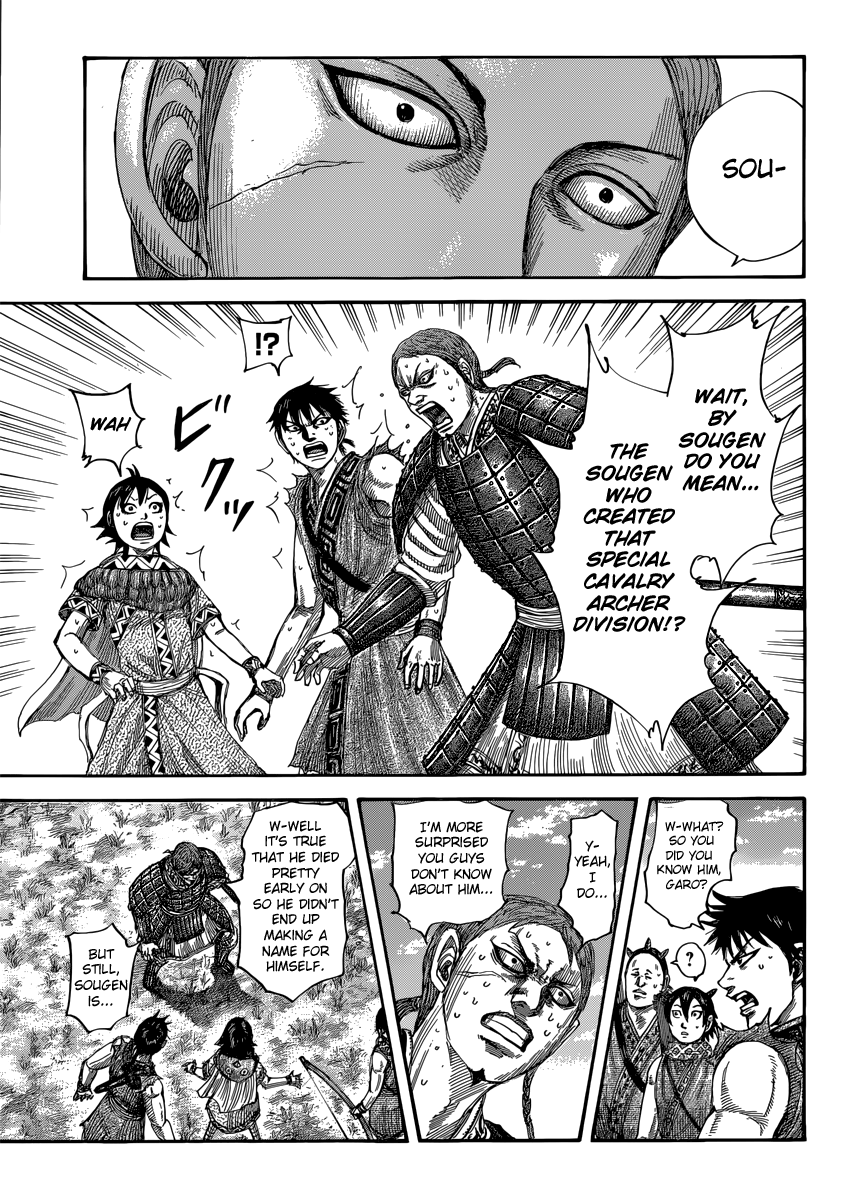 SOU-
WAIT,
BY
SOUGEN
DO YOU
MEAN...
THE
SOUGEN
WHO
CREATED
THAT
SPECIAL
CAVALRY
ARCHER
DIVISION!?
!?
WAH
ビクッ
W-WHAT?
SO YOU
DID YOU
KNOW HIM,
GARO?
?
Y-
YEAH,
I
DO...
I'M MORE
SURPRISED
YOU GUYS
DON'T KNOW
ABOUT HIM...
W-WELL
IT'S TRUE
THAT HE DIED
PRETTY
EARLY ON
SO HE DIDN'T
END UP
MAKING
A NAME FOR
HIMSELF.
BUT
STILL,
SOUGEN
IS...